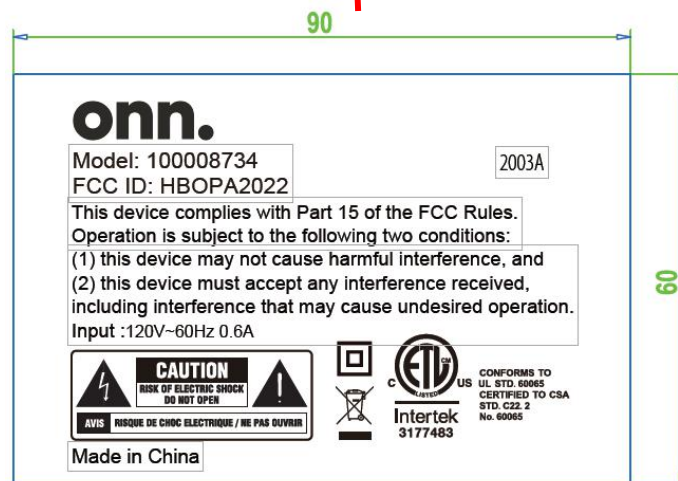 90
onn.
Model: 100008734
2003A
FCC ID: HBOPA2022
This device complies with Part 15 of the FCC Rules.
Operation is subject to the following two conditions:
(1) this device may not cause harmful interference, and
(2) this device must accept any interference received,
including interference that may cause undesired operation.
60
Input :120V~60Hz 0.6A
CAUTION
RISK OF ELECTRIC SHOCK
DO NOT OPEN
AVIS RISQUE DE CHOC ELECTRIQUE / NE PAS OUVRIR
ETL CM
LISTED
C US
Intertek
3177483
CONFORMS TO
UL STD. 60065
CERTIFIED TO CSA
STD. C22. 2
No. 60065
Made in China